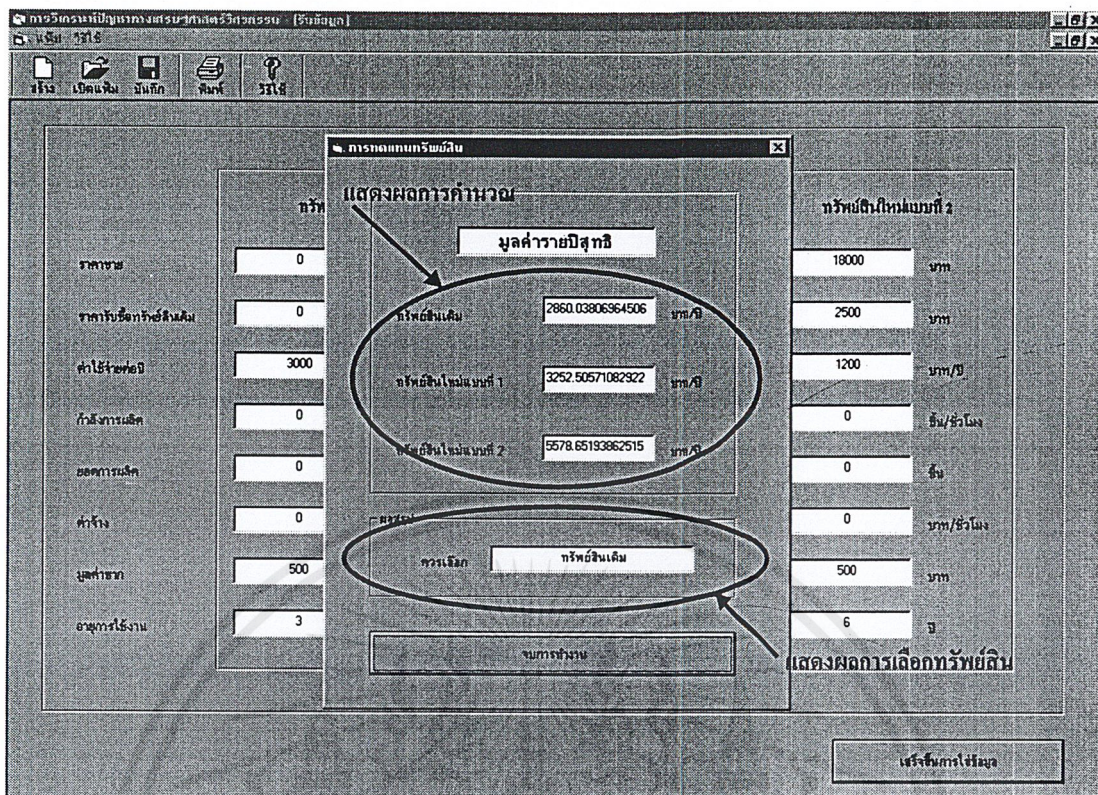 การวิเคราะห์ปัญหาทางเศรษฐศาสตร์วิศวกรรม - [รับข้อมูล]
แฟ้ม วิธีใช้
สร้าง เปิดแฟ้ม บันทึก พิมพ์ วิธีใช้
การทดแทนทรัพย์สิน
แสดงผลการคำนวณ
ทรัพย์สินใหม่แบบที่ 2
มูลค่ารายปีสุทธิ
ราคาขาย 0 18000 บาท
ทรัพย์สินเดิม 2860.03806964506 บาท/ปี
ราคารับซื้อทรัพย์สินเดิม 0 2500 บาท
ค่าใช้จ่ายต่อปี 3000 1200 บาท/ปี
ทรัพย์สินใหม่แบบที่ 1 3252.50571082922 บาท/ปี
กำลังการผลิต 0 0 ชิ้น/ชั่วโมง
ทรัพย์สินใหม่แบบที่ 2 5578.65193862515 บาท/ปี
ยอดการผลิต 0 0 ชิ้น
ผลสรุป
ค่าจ้าง 0 0 บาท/ชั่วโมง
ควรเลือก ทรัพย์สินเดิม
มูลค่าซาก 500 500 บาท
อายุการใช้งาน 3 6 ปี
จบการทำงาน
แสดงผลการเลือกทรัพย์สิน
เสร็จสิ้นการใส่ข้อมูล